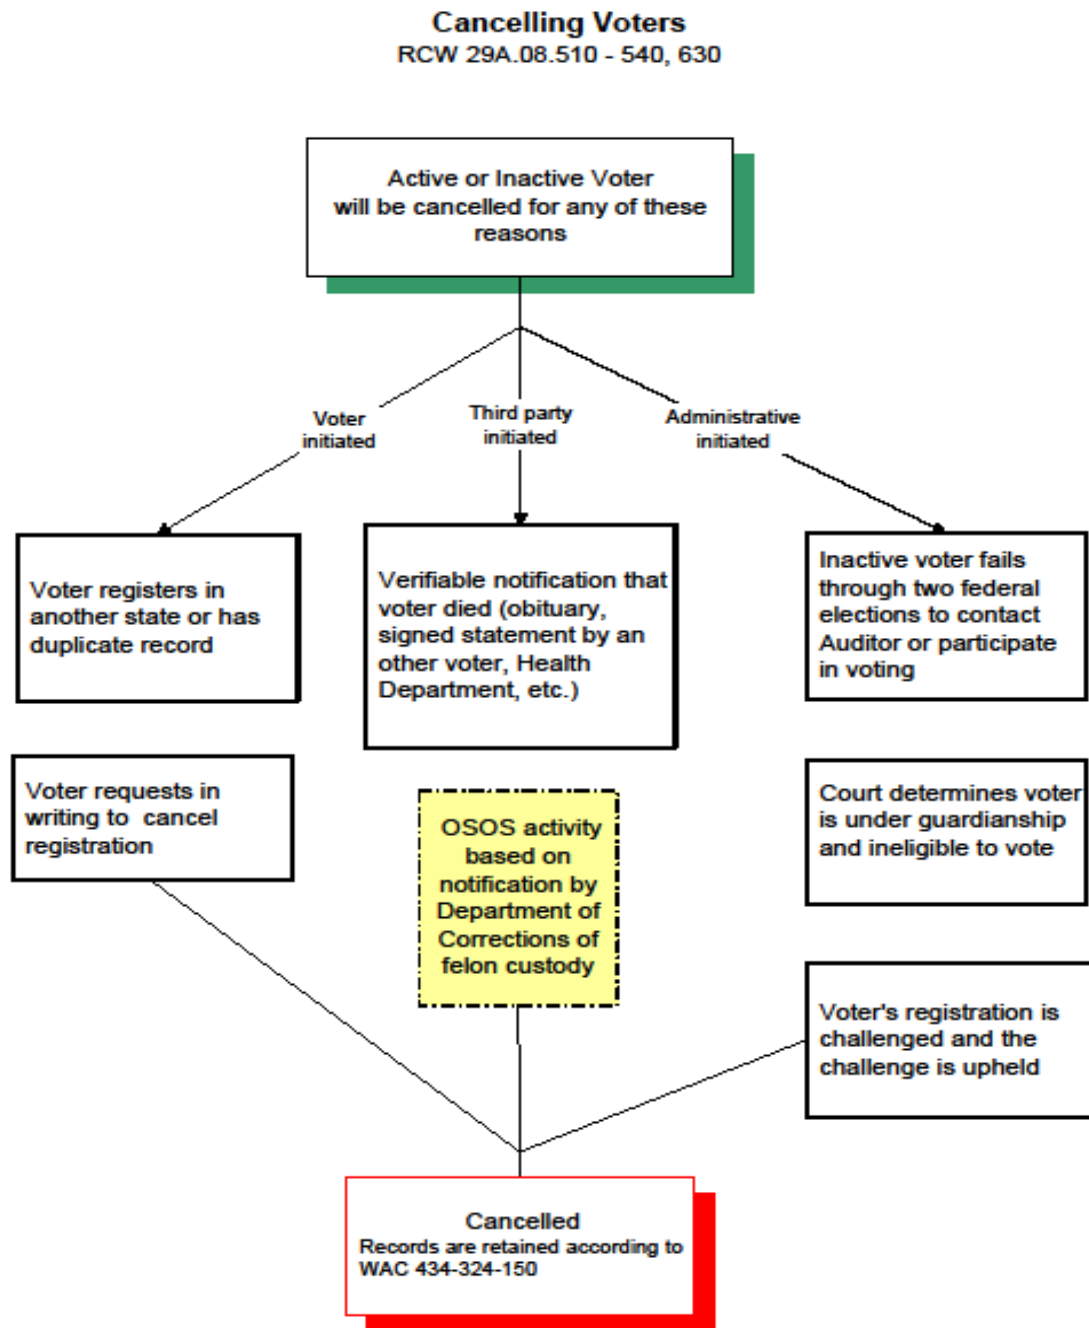 Cancelling Voters
RCW 29A.08.510 - 540, 630
Active or Inactive Voter
will be cancelled for any of these
reasons
Voter
initiated
Third party
initiated
Administrative
initiated
Voter registers in
another state or has
duplicate record
Verifiable notification that
voter died (obituary,
signed statement by an
other voter, Health
Department, etc.)
Inactive voter fails
through two federal
elections to contact
Auditor or participate
in voting
Voter requests in
writing to cancel
registration
OSOS activity
based on
notification by
Department of
Corrections of
felon custody
Court determines voter
is under guardianship
and ineligible to vote
Voter's registration is
challenged and the
challenge is upheld
Cancelled
Records are retained according to
WAC 434-324-150